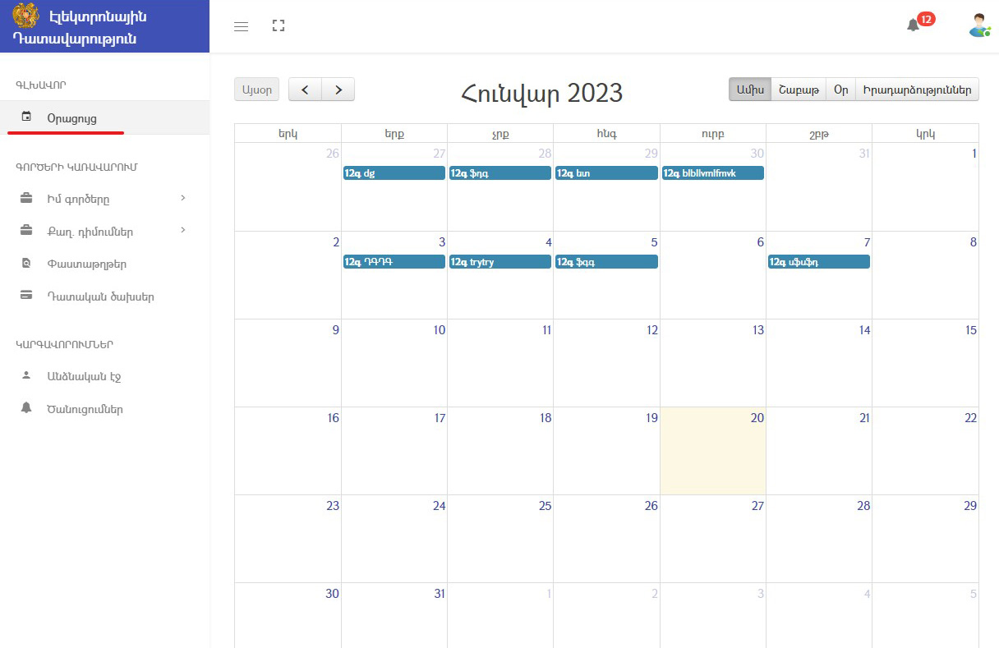 Էլեկտրոնային
Դատավարություն
12
ԳԼԽԱՎՈՐ
Օրացույց
ԳՈՐԾԵՐԻ ԿԱՌԱՎԱՐՈՒՄ
Իմ գործերը
Քաղ. դիմումներ
Փաստաթղթեր
Դատական ծախսեր
ԿԱՐԳԱՎՈՐՈՒՄՆԵՐ
Անձնական էջ
Ծանուցումներ
Այսօր
Հունվար 2023
Ամիս Շաբաթ Օր Իրադարձություններ
երկ երք չրք հնգ ուրբ շբթ կրկ
26 27 28 29 30 31 1
12գ dg 12գ ֆդգ 12գ ետ 12գ blbllvmlfmvk
2 3 4 5 6 7 8
12գ ԴԳԴԳ 12գ trytry 12գ ֆգգ 12գ սֆսֆդ
9 10 11 12 13 14 15
16 17 18 19 20 21 22
23 24 25 26 27 28 29
30 31 1 2 3 4 5